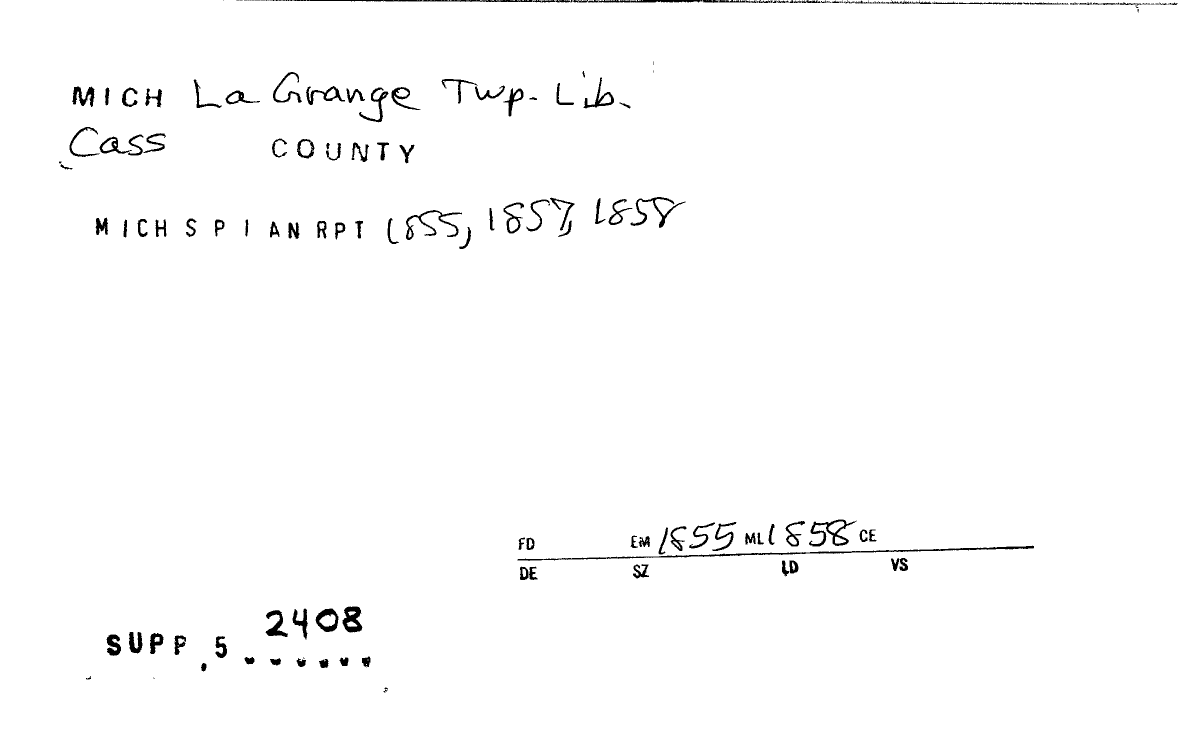 MICH La Grange Twp. Lib.
Cass COUNTY
MICH S P I AN RPT 1855, 1857, 1858
FD EM 1855 ML 1858 CE
DE SZ LD VS
2408
SUPP.5 ......